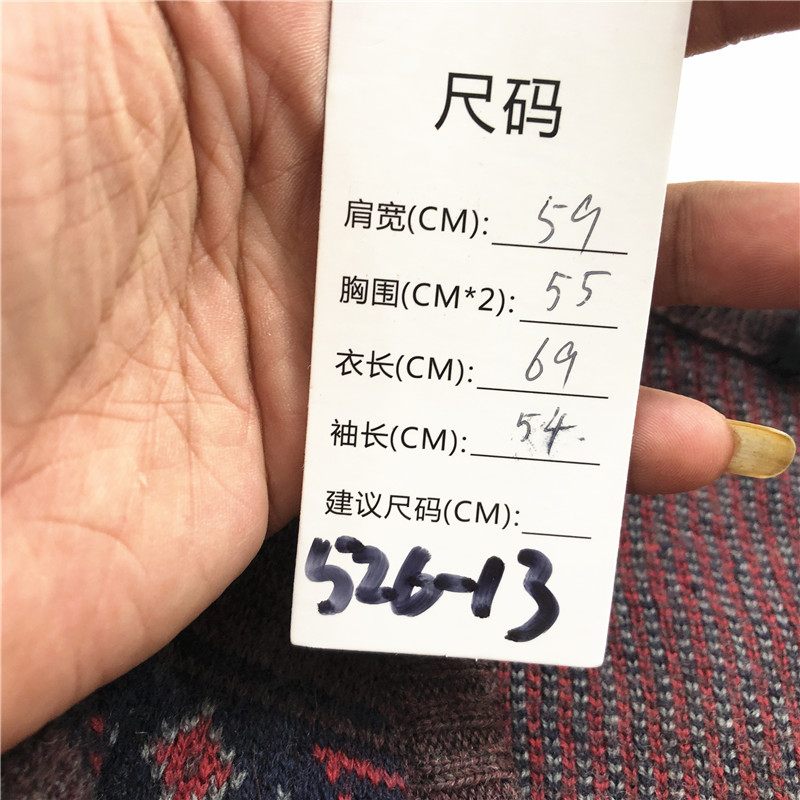 尺码
肩宽(CM): 59
胸围(CM*2): 55
衣长(CM): 69
袖长(CM): 54.
建议尺码(CM):
526-13